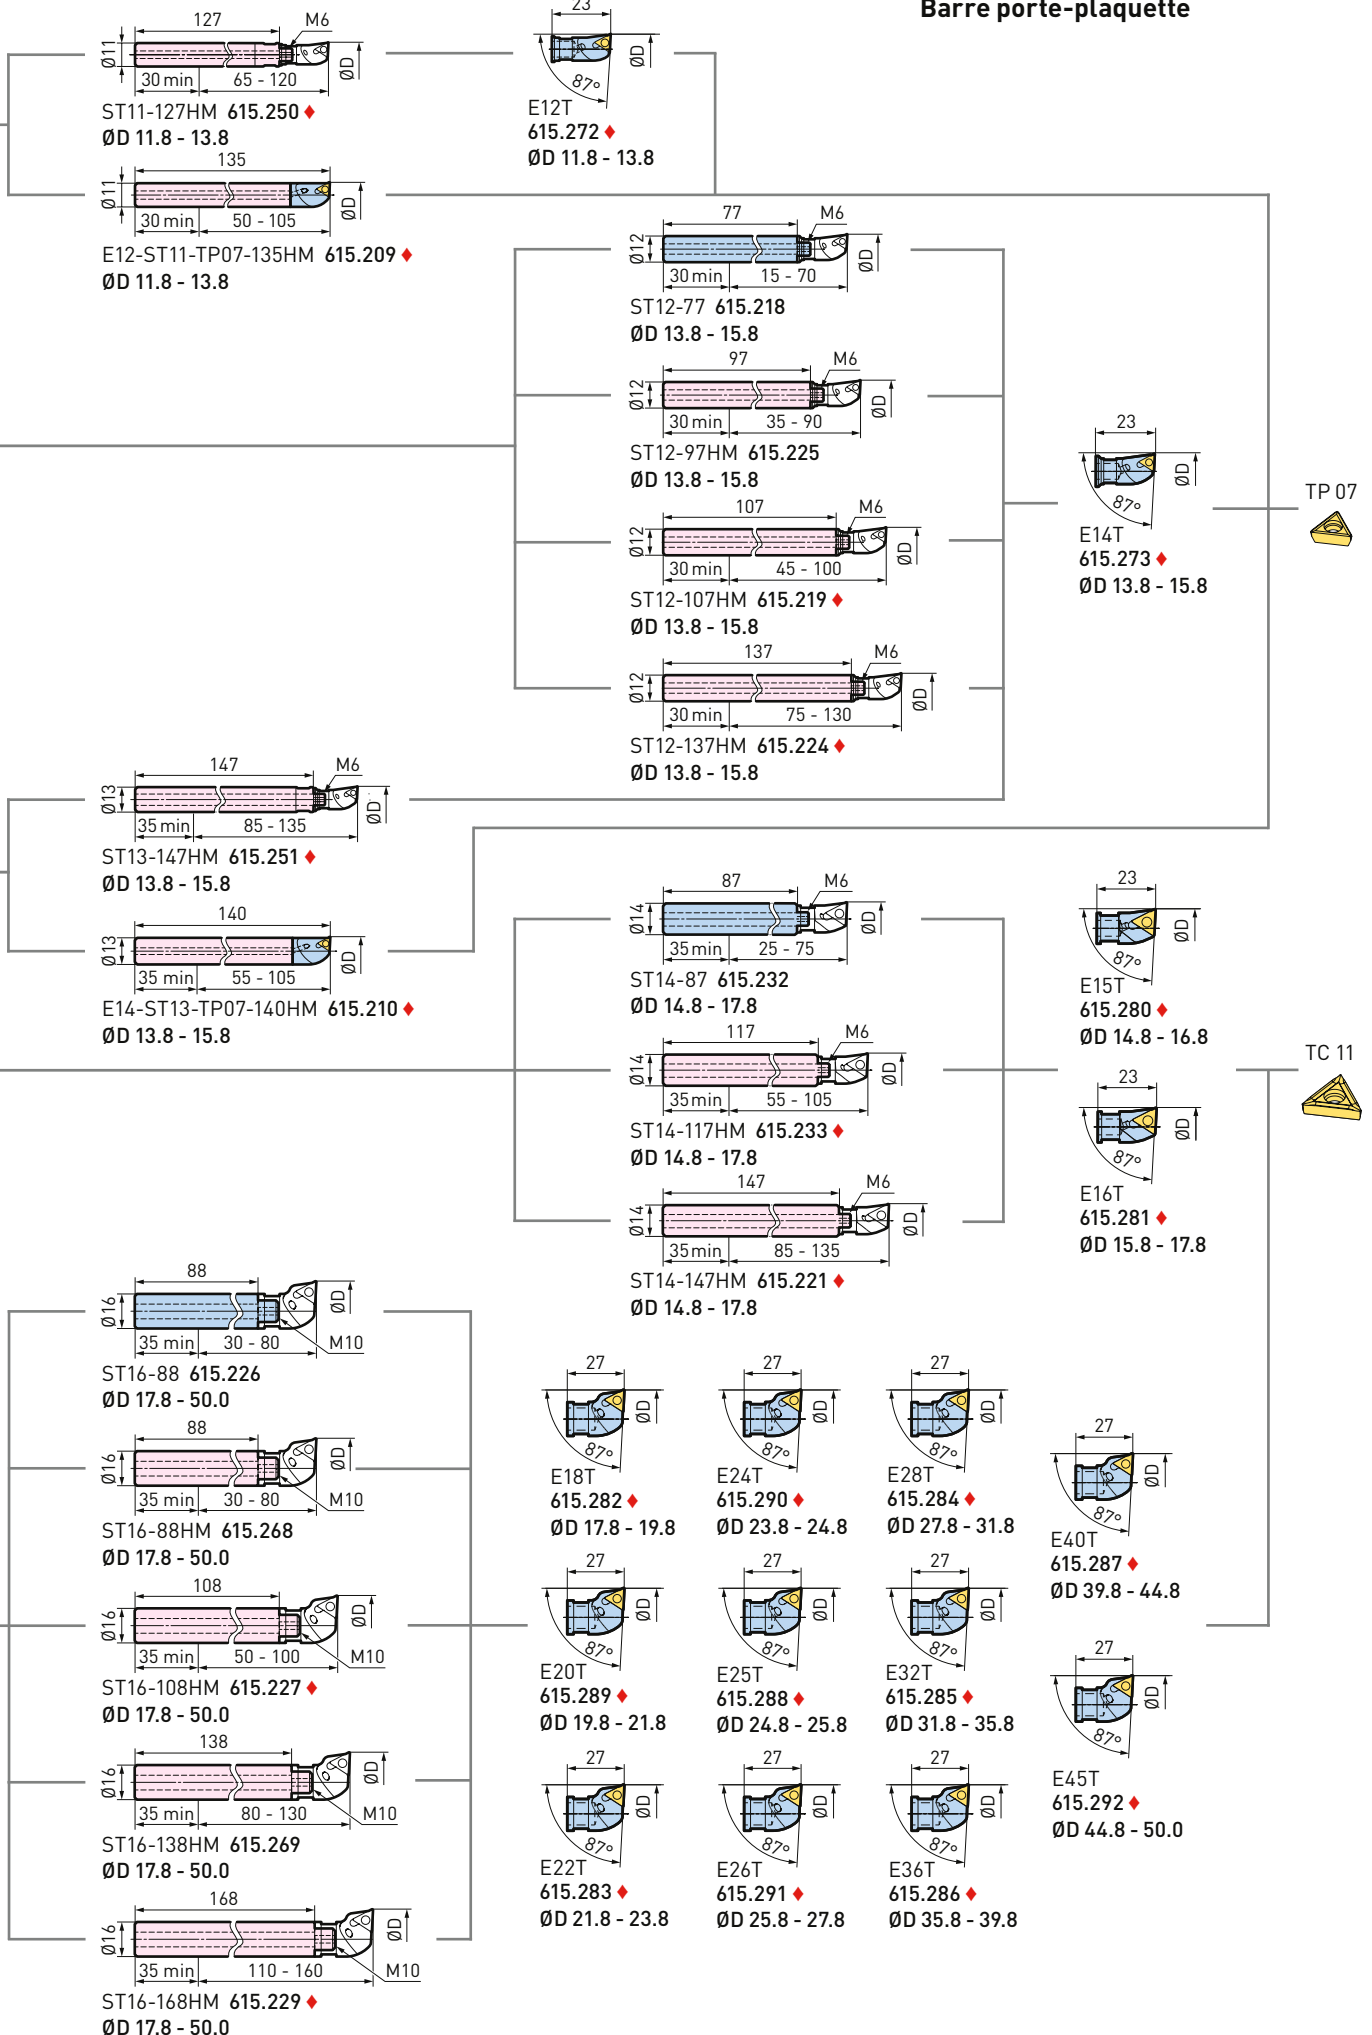 Barre porte-plaquette
127
M6
Ø11
ØD
30 min
65 - 120
ST11-127HM 615.250 ♦
ØD 11.8 - 13.8
23
ØD
87°
E12T
615.272 ♦
ØD 11.8 - 13.8
135
Ø11
ØD
30 min
50 - 105
E12-ST11-TP07-135HM 615.209 ♦
ØD 11.8 - 13.8
77
M6
Ø12
ØD
30 min
15 - 70
ST12-77 615.218
ØD 13.8 - 15.8
97
M6
Ø12
ØD
30 min
35 - 90
ST12-97HM 615.225
ØD 13.8 - 15.8
107
M6
Ø12
ØD
30 min
45 - 100
ST12-107HM 615.219 ♦
ØD 13.8 - 15.8
137
M6
Ø12
ØD
30 min
75 - 130
ST12-137HM 615.224 ♦
ØD 13.8 - 15.8
23
ØD
87°
E14T
615.273 ♦
ØD 13.8 - 15.8
TP 07
147
M6
Ø13
ØD
35 min
85 - 135
ST13-147HM 615.251 ♦
ØD 13.8 - 15.8
140
Ø13
ØD
35 min
55 - 105
E14-ST13-TP07-140HM 615.210 ♦
ØD 13.8 - 15.8
87
M6
Ø14
ØD
35 min
25 - 75
ST14-87 615.232
ØD 14.8 - 17.8
117
M6
Ø14
ØD
35 min
55 - 105
ST14-117HM 615.233 ♦
ØD 14.8 - 17.8
147
M6
Ø14
ØD
35 min
85 - 135
ST14-147HM 615.221 ♦
ØD 14.8 - 17.8
23
ØD
87°
E15T
615.280 ♦
ØD 14.8 - 16.8
23
ØD
87°
E16T
615.281 ♦
ØD 15.8 - 17.8
TC 11
88
Ø16
ØD
35 min
30 - 80
M10
ST16-88 615.226
ØD 17.8 - 50.0
88
Ø16
ØD
35 min
30 - 80
M10
ST16-88HM 615.268
ØD 17.8 - 50.0
108
Ø16
ØD
35 min
50 - 100
M10
ST16-108HM 615.227 ♦
ØD 17.8 - 50.0
138
Ø16
ØD
35 min
80 - 130
M10
ST16-138HM 615.269
ØD 17.8 - 50.0
168
Ø16
ØD
35 min
110 - 160
M10
ST16-168HM 615.229 ♦
ØD 17.8 - 50.0
27
ØD
87°
E18T
615.282 ♦
ØD 17.8 - 19.8
27
ØD
87°
E24T
615.290 ♦
ØD 23.8 - 24.8
27
ØD
87°
E28T
615.284 ♦
ØD 27.8 - 31.8
27
ØD
87°
E40T
615.287 ♦
ØD 39.8 - 44.8
27
ØD
87°
E20T
615.289 ♦
ØD 19.8 - 21.8
27
ØD
87°
E25T
615.288 ♦
ØD 24.8 - 25.8
27
ØD
87°
E32T
615.285 ♦
ØD 31.8 - 35.8
27
ØD
87°
E45T
615.292 ♦
ØD 44.8 - 50.0
27
ØD
87°
E22T
615.283 ♦
ØD 21.8 - 23.8
27
ØD
87°
E26T
615.291 ♦
ØD 25.8 - 27.8
27
ØD
87°
E36T
615.286 ♦
ØD 35.8 - 39.8